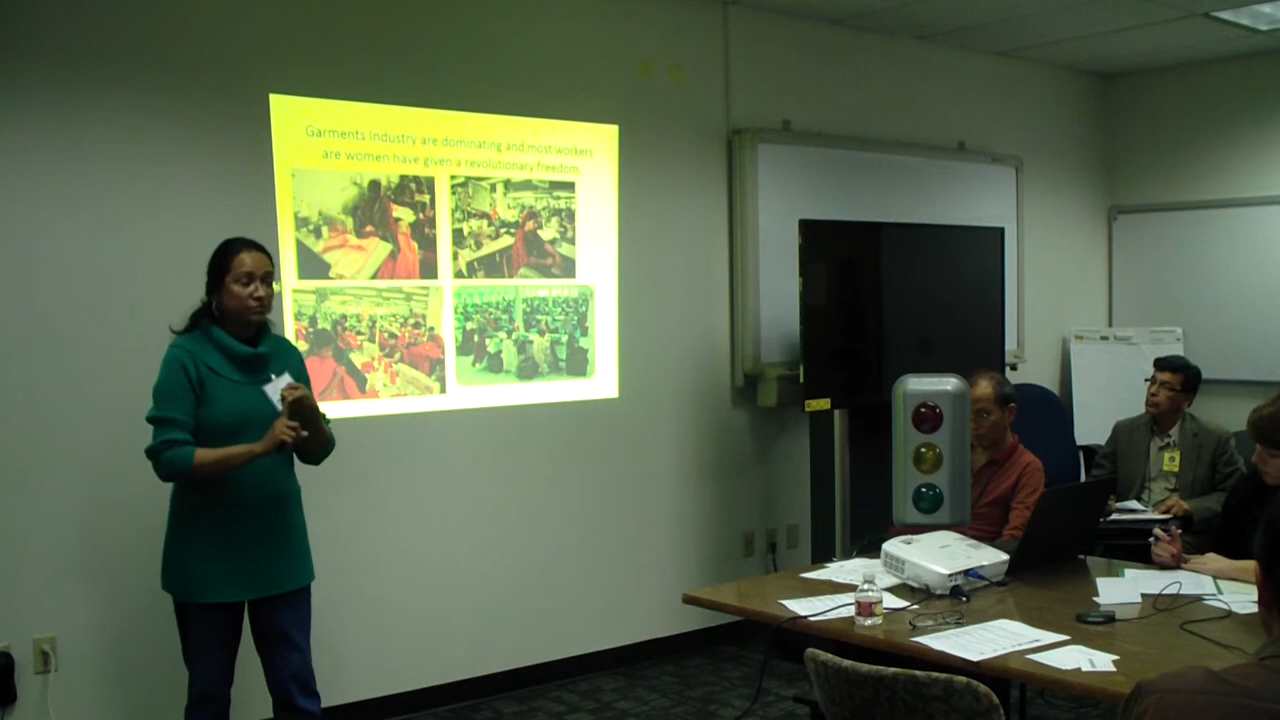 Garments Industry are dominating and most workers
are women have given a revolutionary freedom.